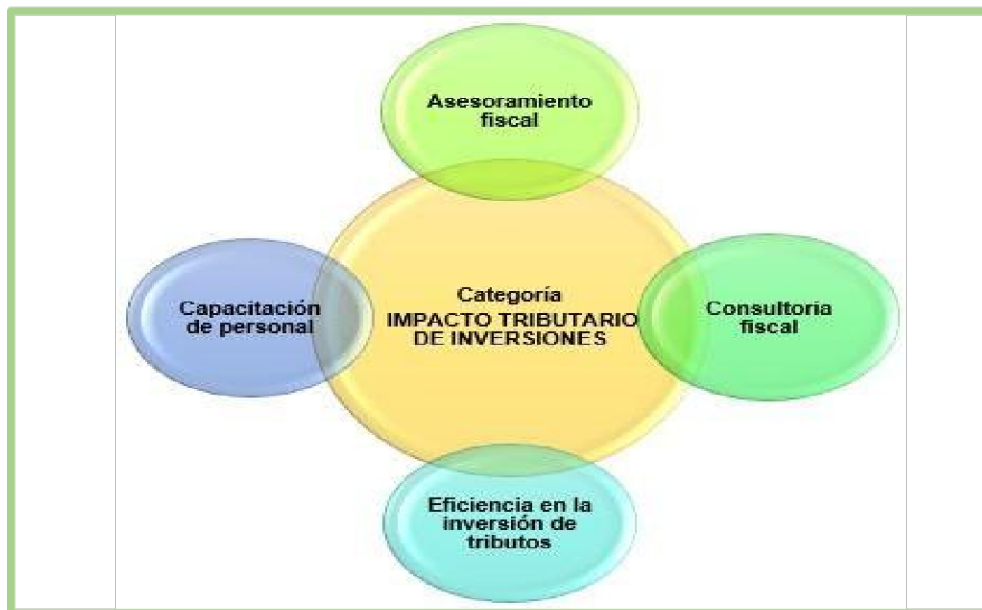 Asesoramiento
fiscal
Capacitación
de personal
Categoría
IMPACTO TRIBUTARIO
DE INVERSIONES
Consultoria
fiscal
Eficiencia en la
inversión de
tributos